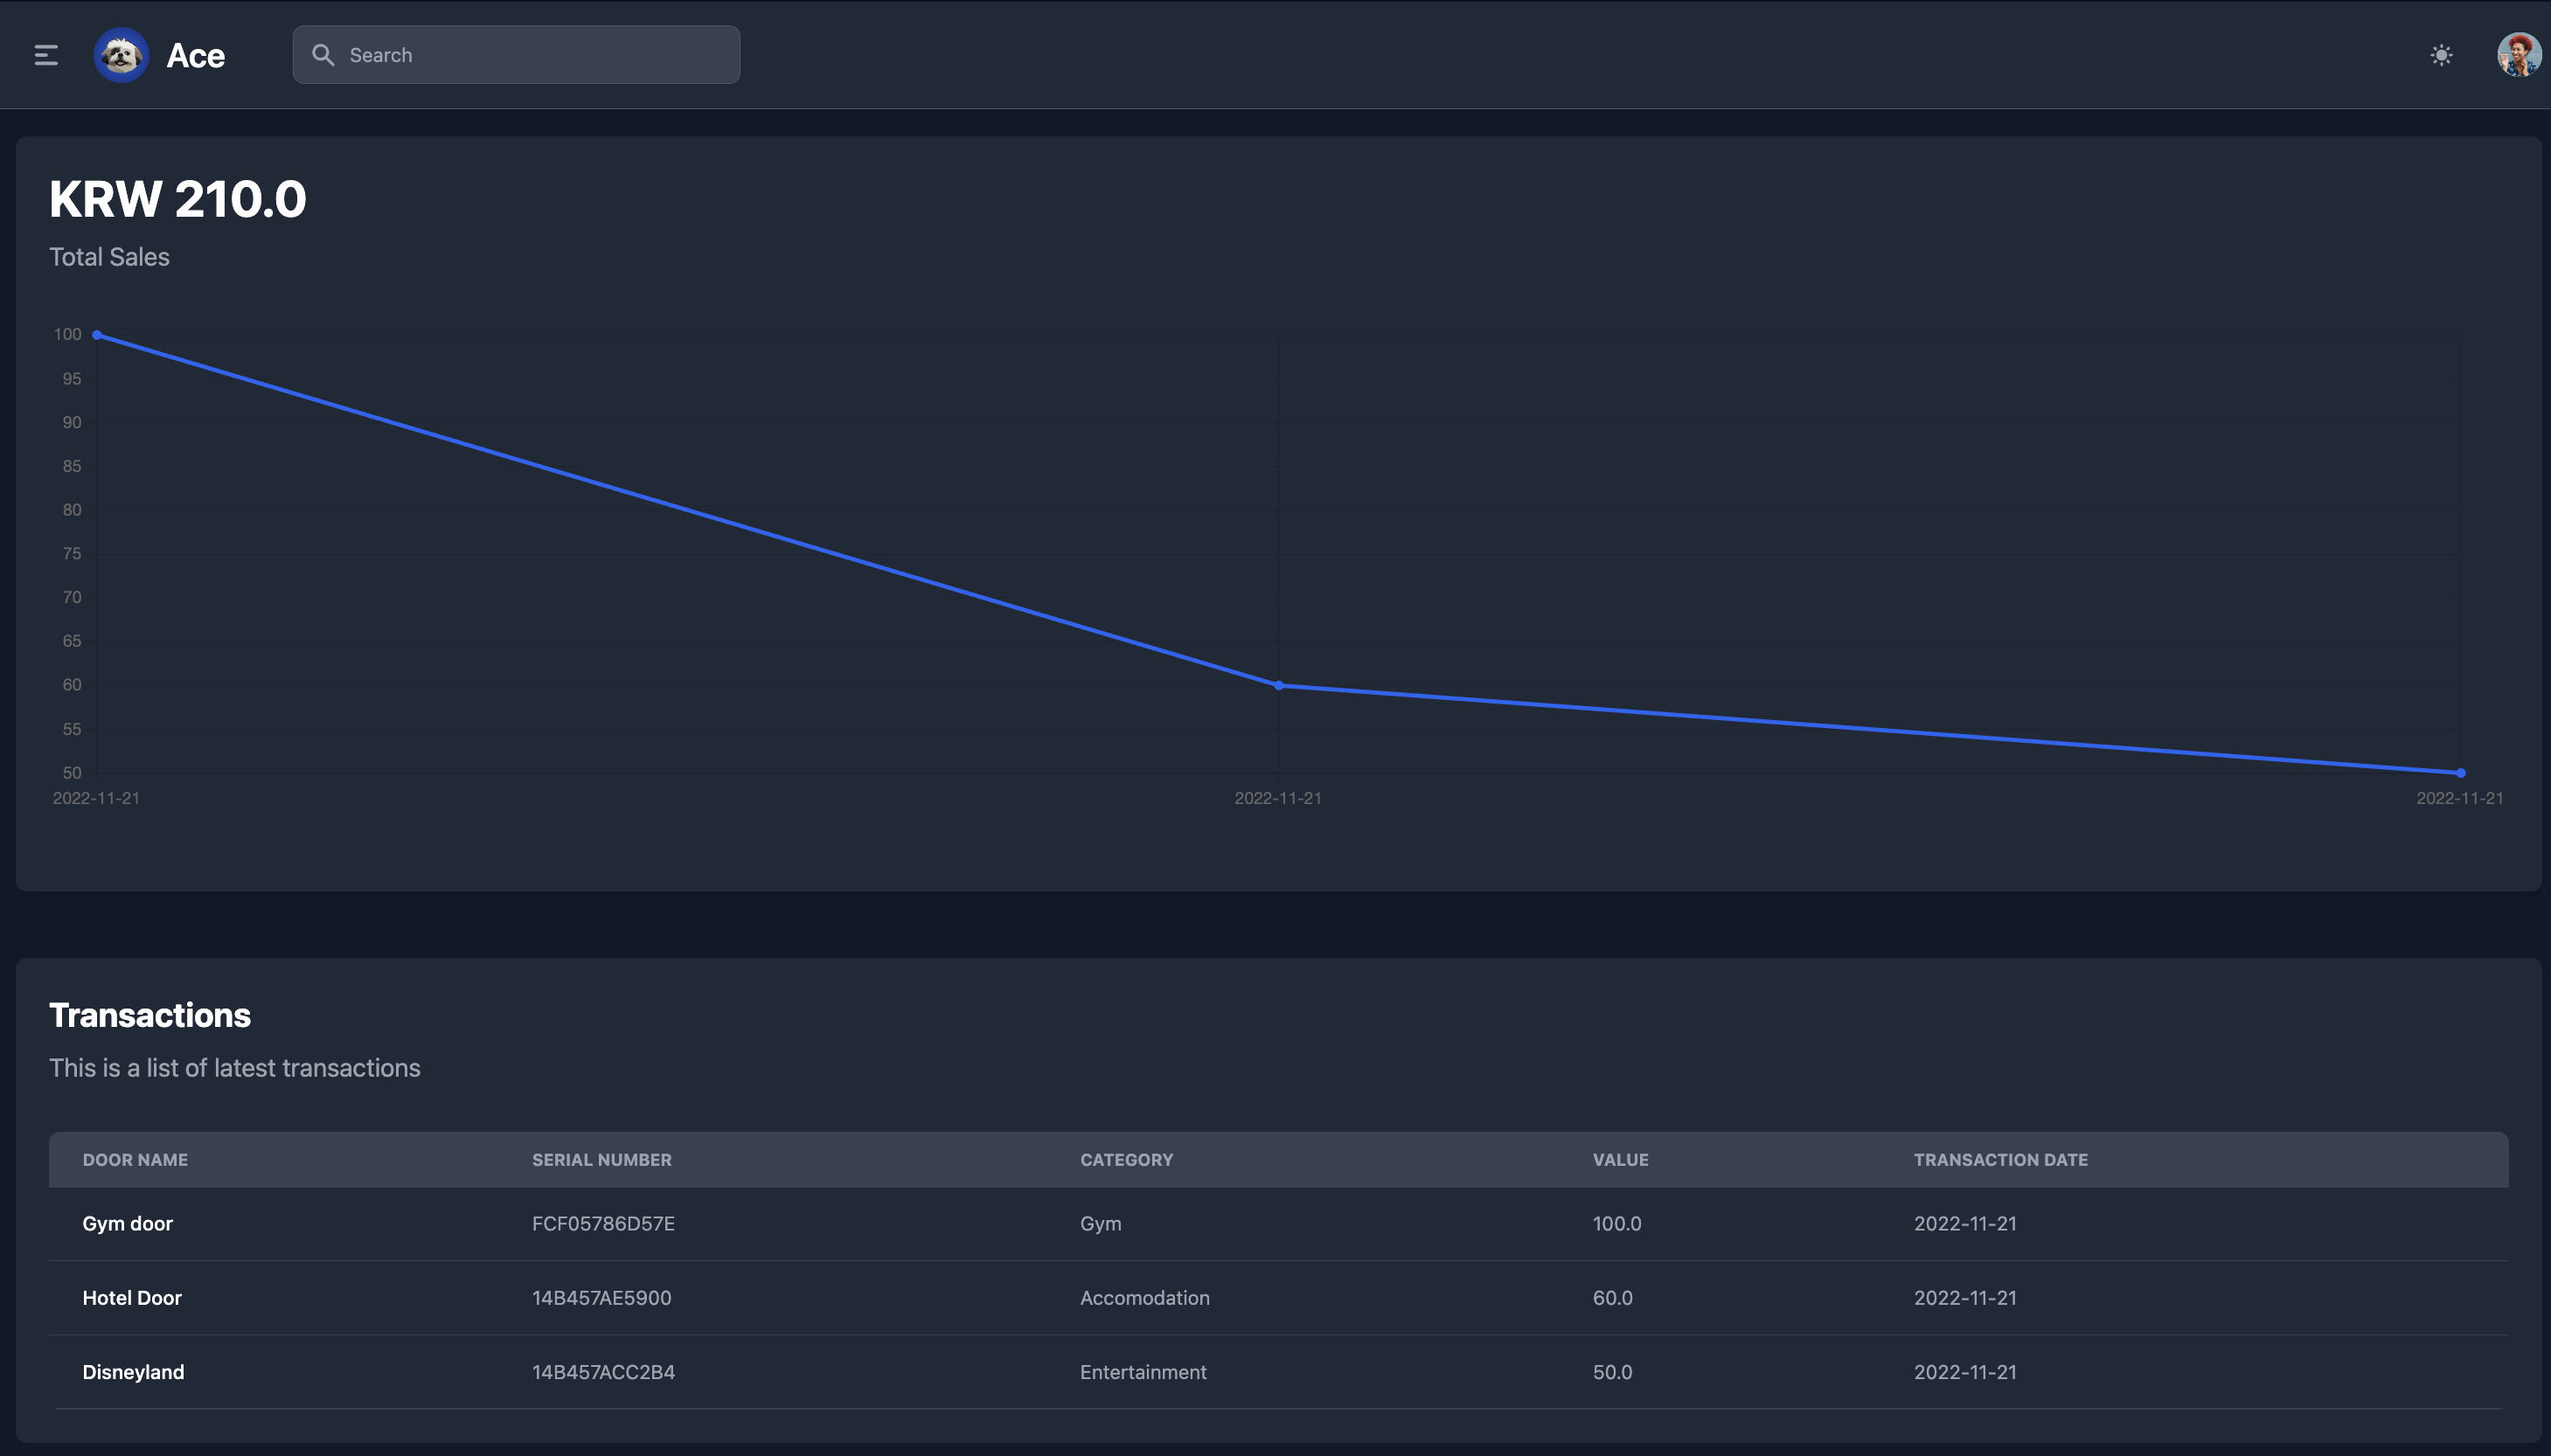 Ace
Search
KRW 210.0
Total Sales
100
95
90
85
80
75
70
65
60
55
50
2022-11-21 2022-11-21 2022-11-21
Transactions
This is a list of latest transactions
DOOR NAME SERIAL NUMBER CATEGORY VALUE TRANSACTION DATE
Gym door FCF05786D57E Gym 100.0 2022-11-21
Hotel Door 14B457AE5900 Accomodation 60.0 2022-11-21
Disneyland 14B457ACC2B4 Entertainment 50.0 2022-11-21